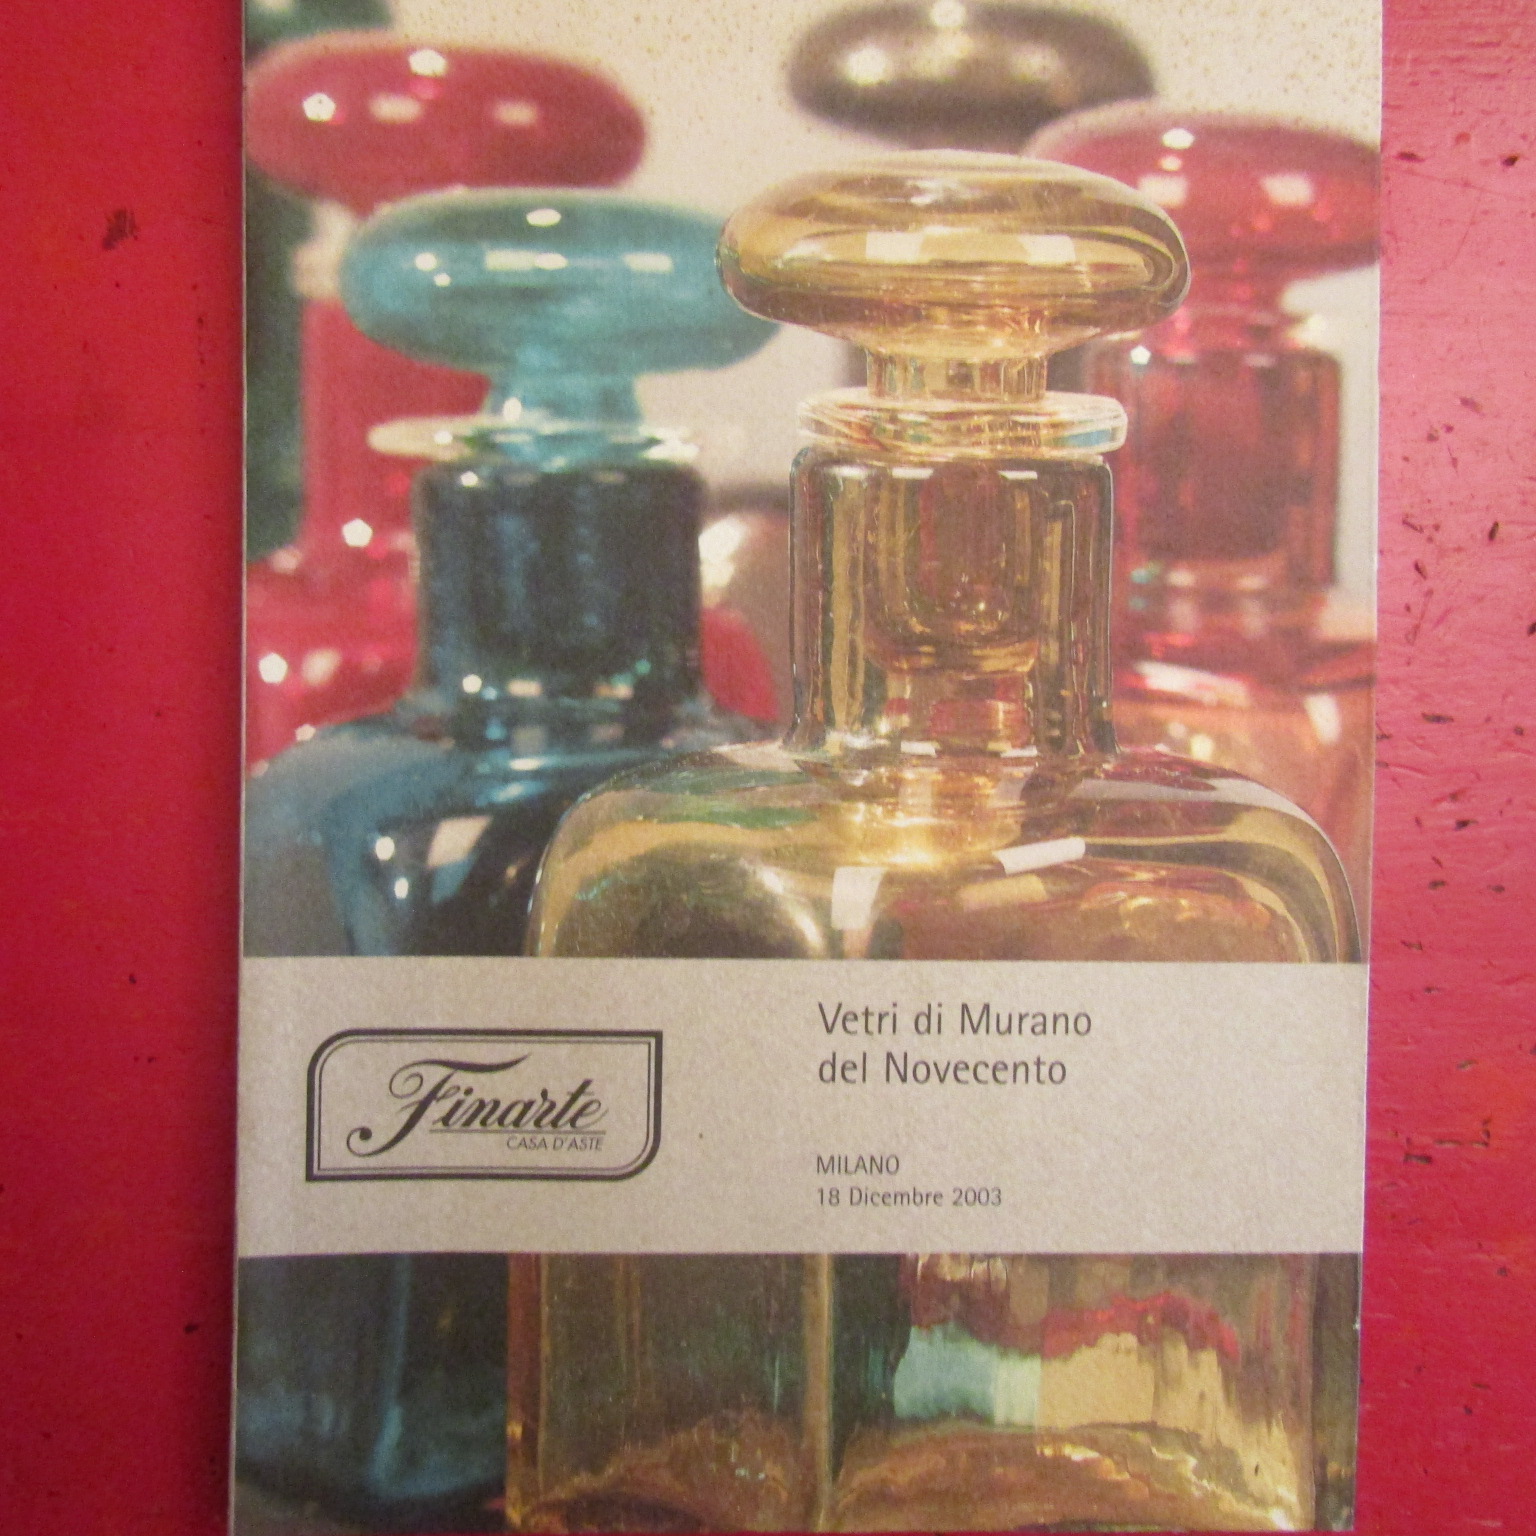 Finarte
CASA D'ASTE
Vetri di Murano
del Novecento
MILANO
18 Dicembre 2003